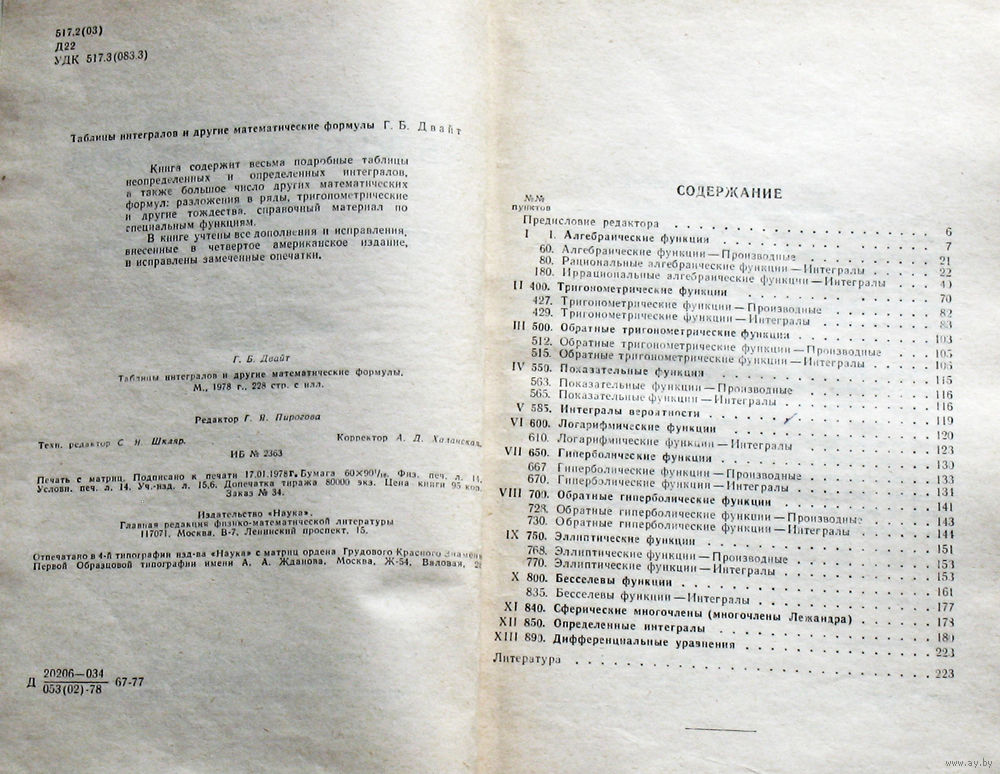 517.2(03)
Д22
УДК 517.3(083.3)
Таблицы интегралов и другие математические формулы Г. Б. Двайт
Книга содержит весьма подробные таблицы
неопределенных и определенных интегралов,
а также большое число других математических
формул: разложения в ряды, тригонометрические
и другие тождества, справочный материал по
специальным функциям.
В книге учтены все дополнения и исправления,
внесенные в четвертое американское издание,
и исправлены замеченные опечатки.
Г. Б. Двайт
Таблицы интегралов и другие математические формулы,
М., 1978 г., 228 стр. с илл.
Редактор Г. Я. Пирогова
Техн. редактор С. Я. Шкляр.
Корректор А. Д. Халанская.
ИБ № 2363
Печать с матриц. Подписано к печати 17.01.1978г. Бумага 60×90¹/₁₆. Физ. печ. л. 14.
Условн. печ. л. 14. Уч.-изд. л. 15,6. Допечатка тиража 80000 экз. Цена книги 95 коп.
Заказ № 34.
Издательство «Наука».
Главная редакция физико-математической литературы
117071, Москва, В-7, Ленинский проспект, 15.
Отпечатано в 4-й типографии изд-ва «Наука» с матриц ордена Трудового Красного
Первой Образцовой типографии имени А. А. Жданова, Москва, Ж-54, Валовая,
Д 20206—034
053(02)-78 67-77
СОДЕРЖАНИЕ
№№
пунктов
Предисловие редактора . . . 6
I 1. Алгебраические функции . . . 7
60. Алгебраические функции — Производные . . . 21
80. Рациональные алгебраические функции — Интегралы . . . 22
180. Иррациональные алгебраические функции — Интегралы . . . 40
II 400. Тригонометрические функции . . . 70
427. Тригонометрические функции — Производные . . . 82
429. Тригонометрические функции — Интегралы . . . 83
III 500. Обратные тригонометрические функции . . . 103
512. Обратные тригонометрические функции — Производные . . . 105
515. Обратные тригонометрические функции — Интегралы . . .
IV 550. Показательные функции . . . 115
563. Показательные функции — Производные . . . 116
565. Показательные функции — Интегралы . . . 116
V 585. Интегралы вероятности . . . 119
VI 600. Логарифмические функции . . . 120
610. Логарифмические функции — Интегралы . . . 123
VII 650. Гиперболические функции . . . 130
667 Гиперболические функции — Производные . . . 133
670. Гиперболические функции — Интегралы . . . 134
VIII 700. Обратные гиперболические функции . . . 141
728. Обратные гиперболические функции — Производные . . . 143
730. Обратные гиперболические функции — Интегралы . . . 144
IX 750. Эллиптические функции . . . 151
768. Эллиптические функции — Производные . . . 153
770. Эллиптические функции — Интегралы . . . 153
X 800. Бесселевы функции . . . 161
835. Бесселевы функции — Интегралы . . . 177
XI 840. Сферические многочлены (многочлены Лежандра) . . . 178
XII 850. Определенные интегралы . . . 180
XIII 890. Дифференциальные уравнения . . . 223
Литература . . . 223
www.ay.by